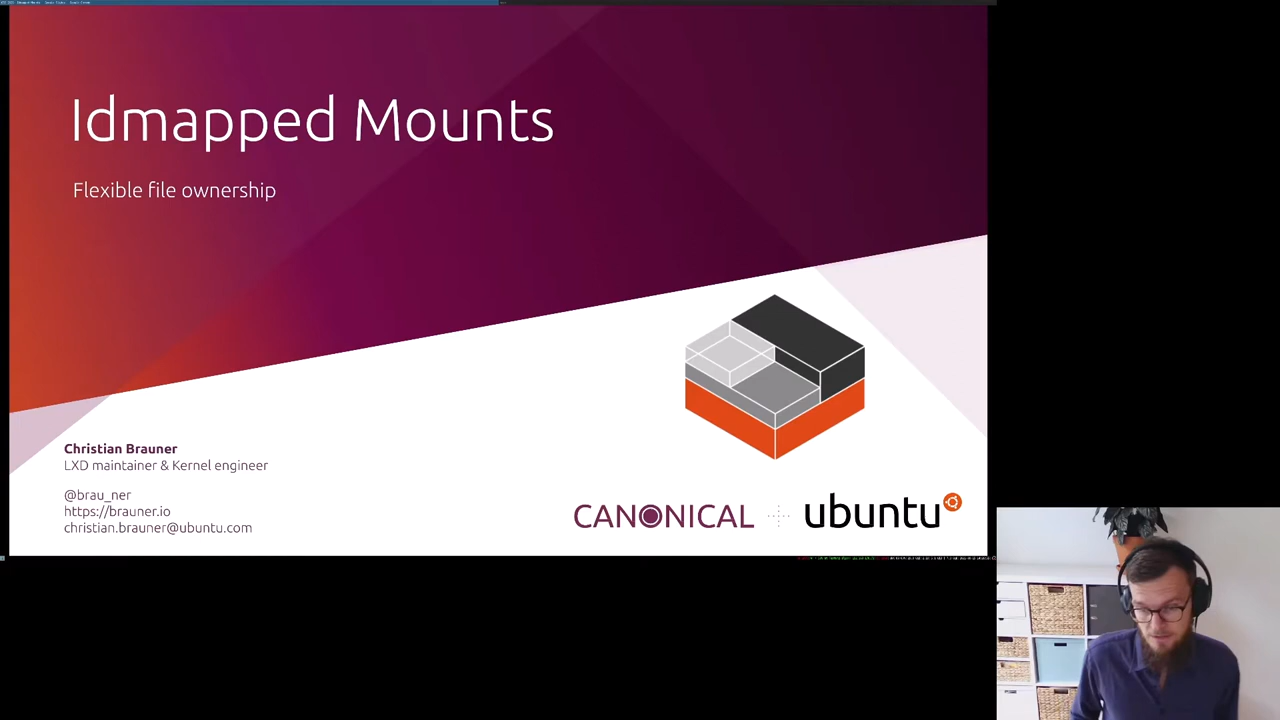 Idmapped Mounts
Flexible file ownership
Christian Brauner
LXD maintainer & Kernel engineer
@brau_ner
https://brauner.io
christian.brauner@ubuntu.com
CANONICAL
ubuntu